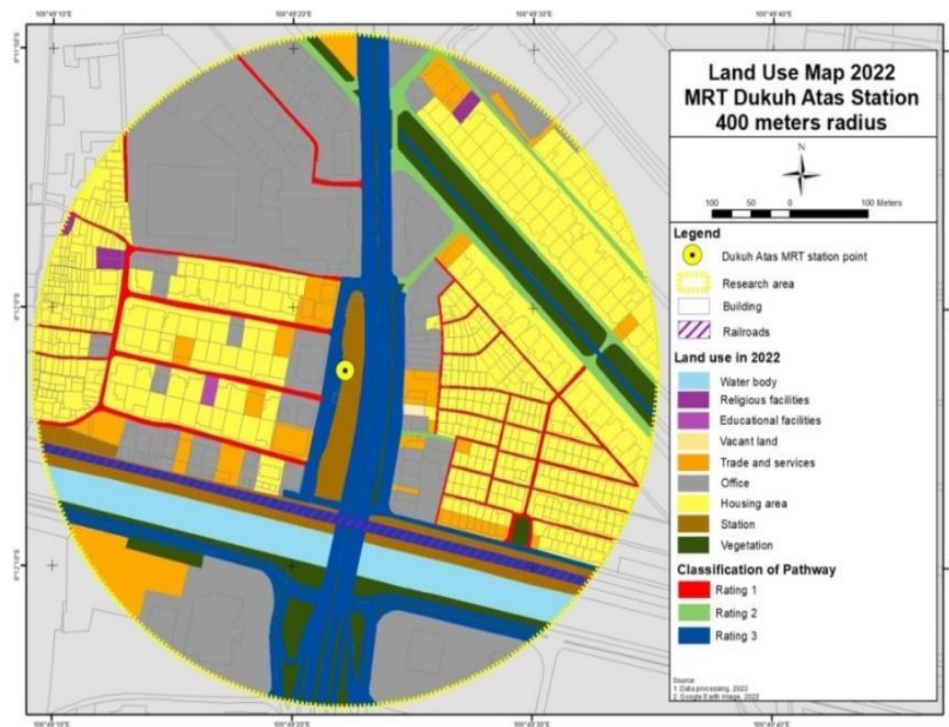 Land Use Map 2022
MRT Dukuh Atas Station
400 meters radius
N
100 50 0 100 Meters
Legend
Dukuh Atas MRT station point
Research area
Building
Railroads
Land use in 2022
Water body
Religious facilities
Educational facilities
Vacant land
Trade and services
Office
Housing area
Station
Vegetation
Classification of Pathway
Rating 1
Rating 2
Rating 3
Source
1. Data processing, 2022
2. Google Earth Image, 2022